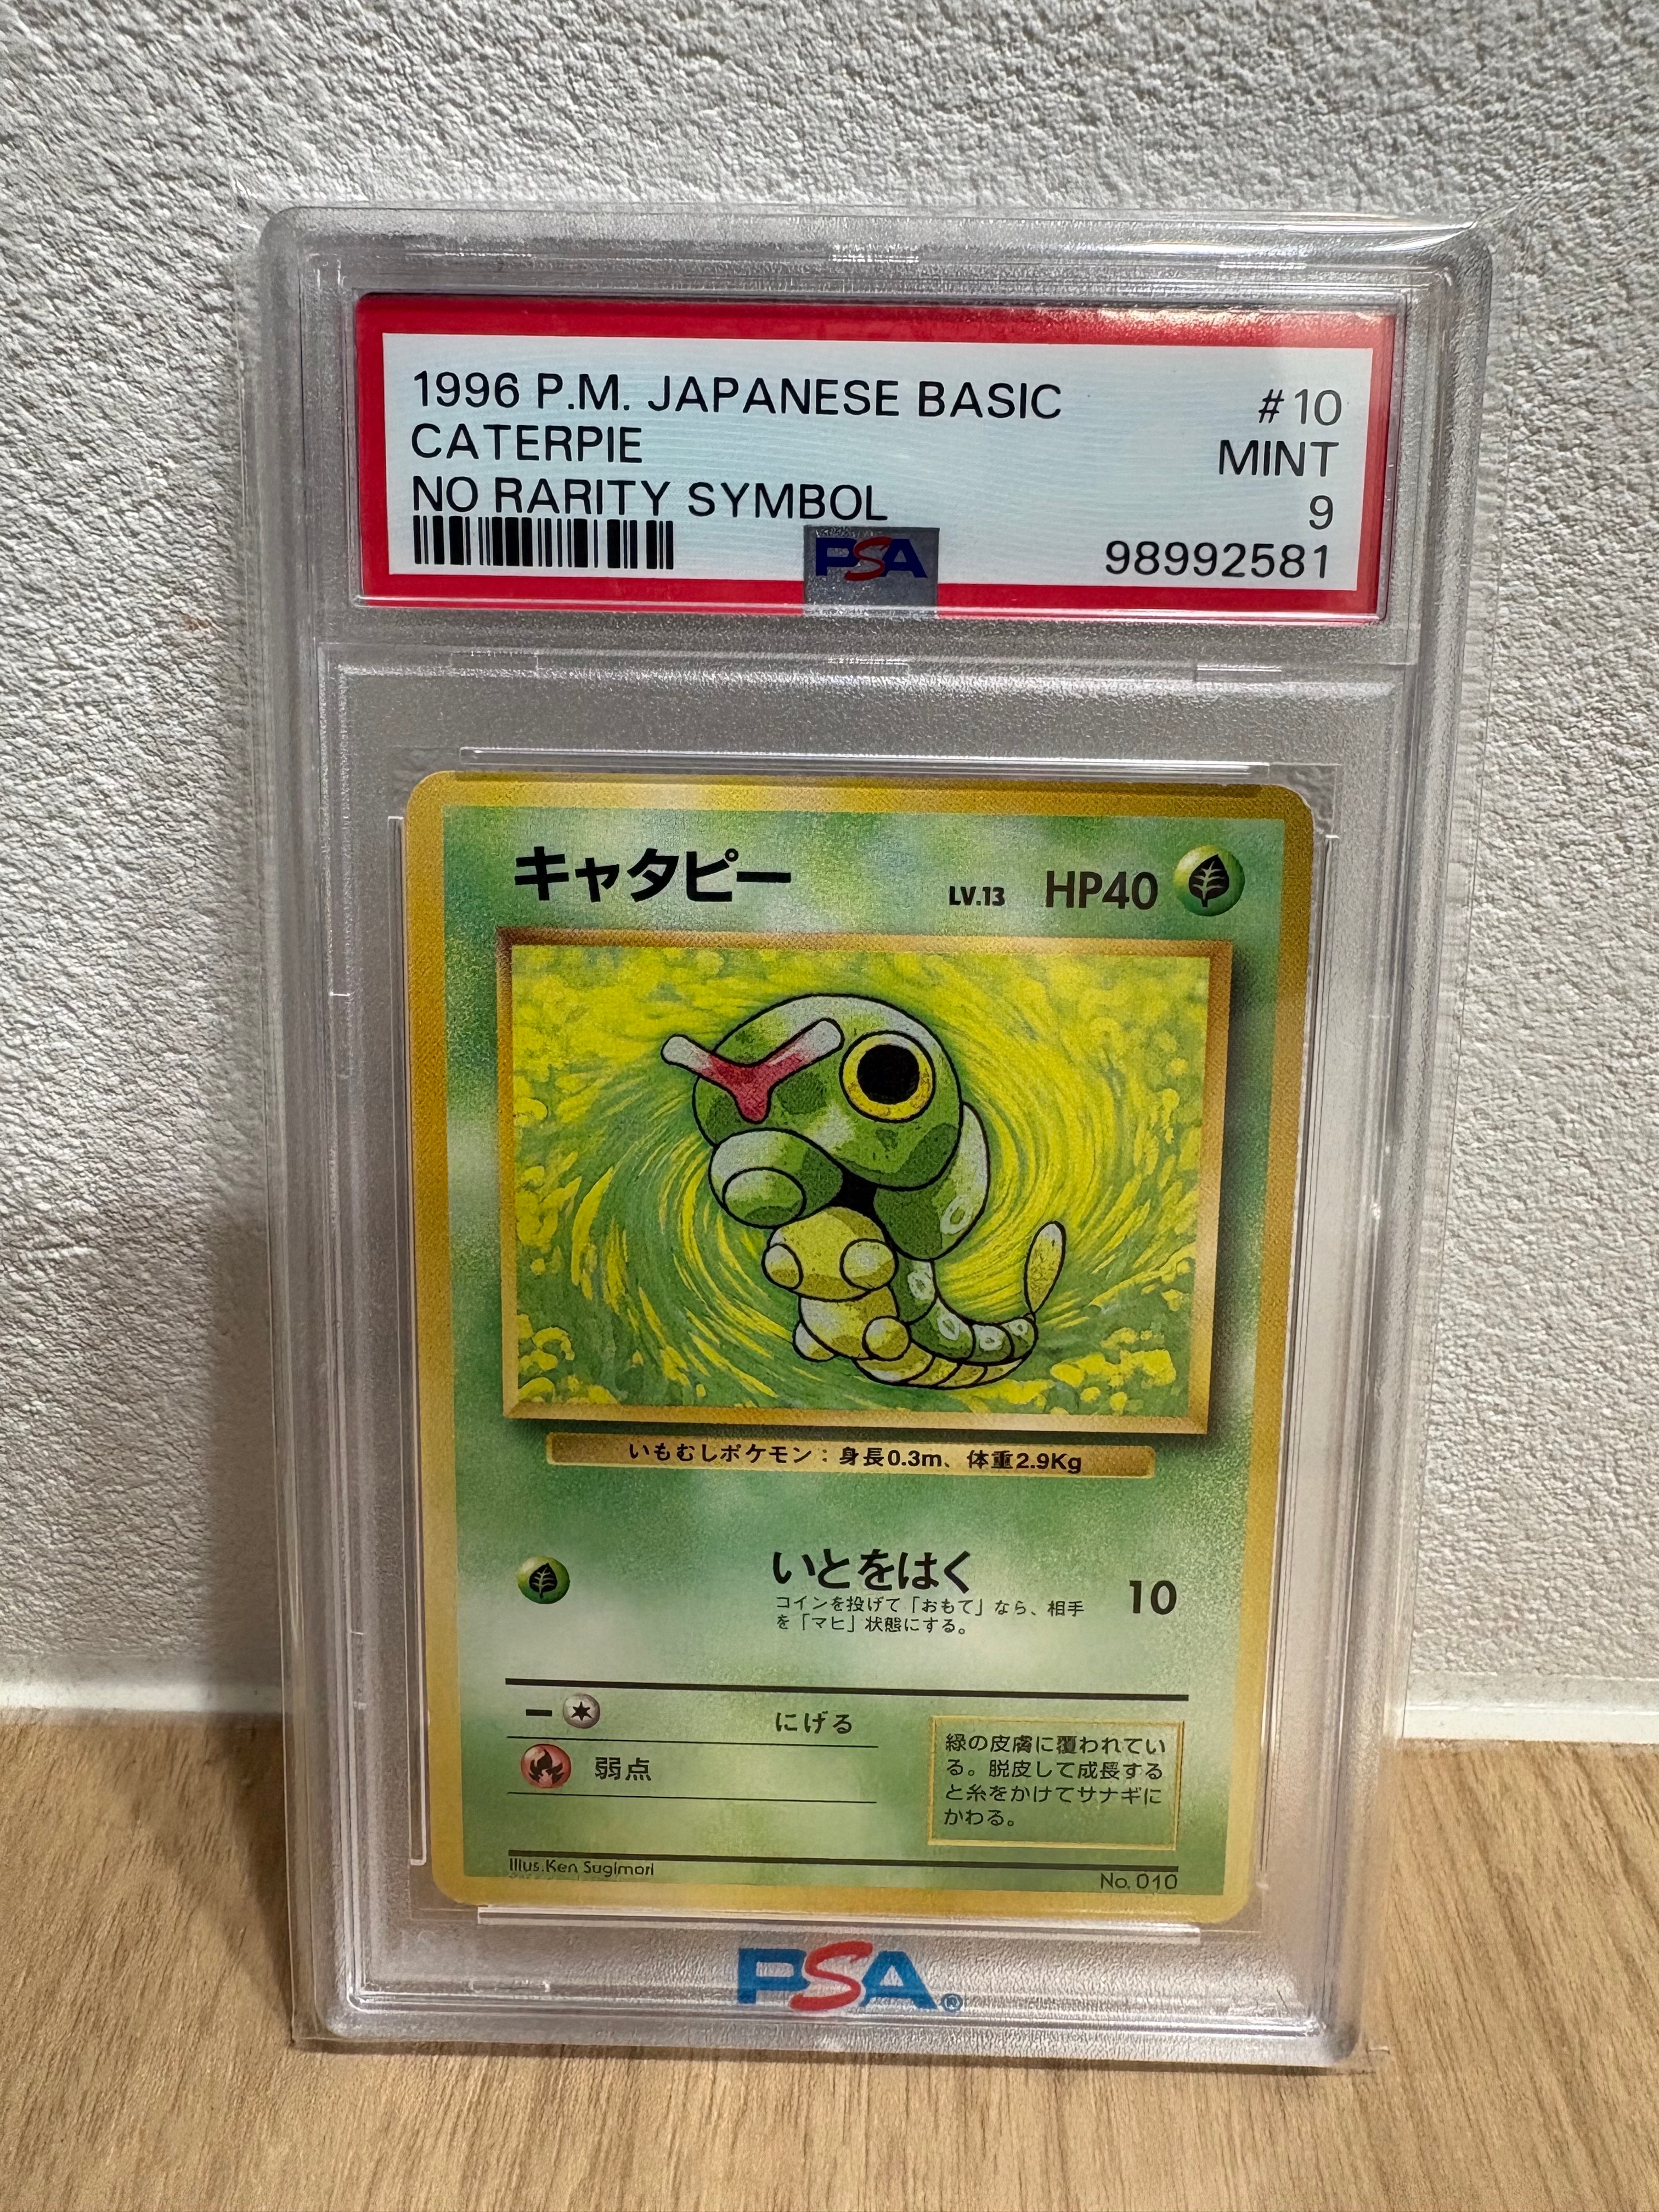 1996 P.M. JAPANESE BASIC #10
CATERPIE MINT
NO RARITY SYMBOL 9
PSA 98992581
キャタピー LV.13 HP40
いもむしポケモン：身長0.3m、体重2.9Kg
いとをはく 10
コインを投げて「おもて」なら、相手
を「マヒ」状態にする。
にげる
弱点
緑の皮膚に覆われてい
る。脱皮して成長する
と糸をかけてサナギに
かわる。
Illus.Ken Sugimori No. 010
PSA®